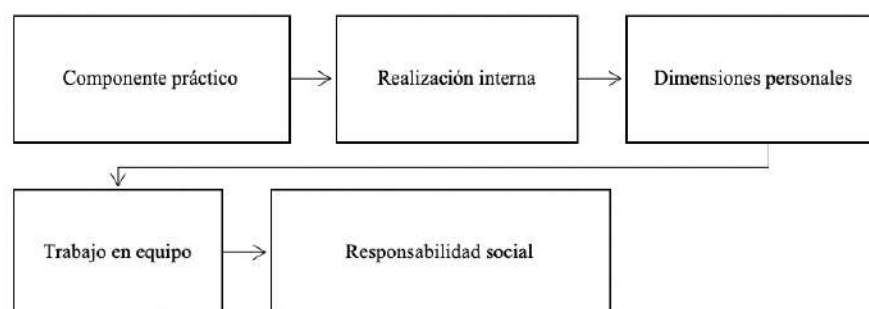 Componente práctico
Realización interna
Dimensiones personales
Trabajo en equipo
Responsabilidad social